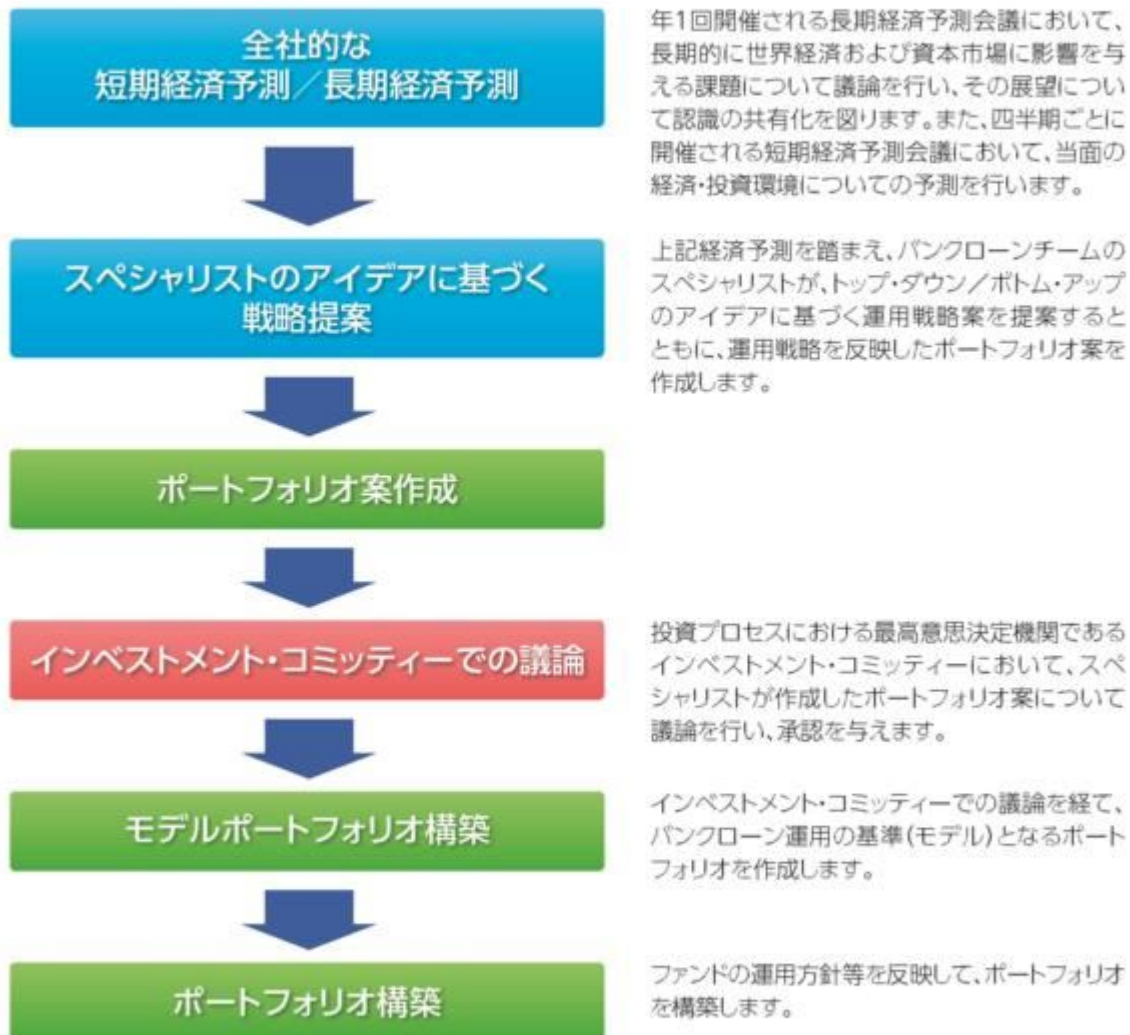 全社的な
短期経済予測／長期経済予測
年1回開催される長期経済予測会議において、
長期的に世界経済および資本市場に影響を与
える課題について議論を行い、その展望につい
て認識の共有化を図ります。また、四半期ごとに
開催される短期経済予測会議において、当面の
経済・投資環境についての予測を行います。
スペシャリストのアイデアに基づく
戦略提案
上記経済予測を踏まえ、バンクローンチームの
スペシャリストが、トップ・ダウン／ボトム・アップ
のアイデアに基づく運用戦略案を提案すると
ともに、運用戦略を反映したポートフォリオ案を
作成します。
ポートフォリオ案作成
インベストメント・コミッティーでの議論
投資プロセスにおける最高意思決定機関である
インベストメント・コミッティーにおいて、スペ
シャリストが作成したポートフォリオ案について
議論を行い、承認を与えます。
モデルポートフォリオ構築
インベストメント・コミッティーでの議論を経て、
バンクローン運用の基準(モデル)となるポート
フォリオを作成します。
ポートフォリオ構築
ファンドの運用方針等を反映して、ポートフォリオ
を構築します。